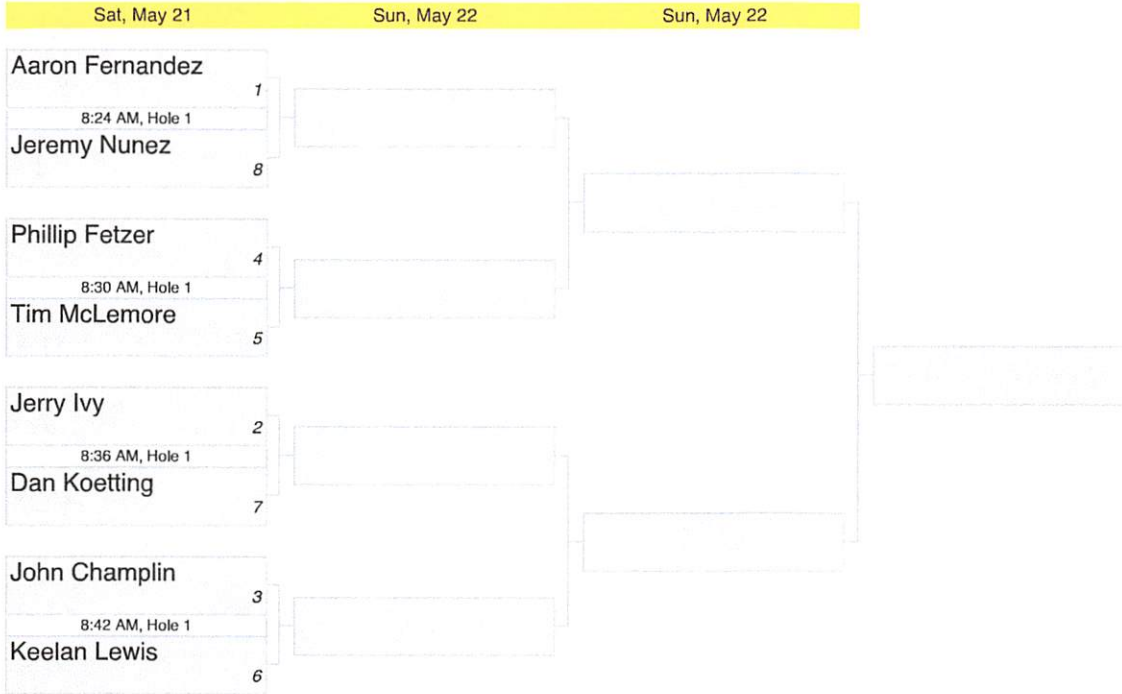 Sat, May 21 Sun, May 22 Sun, May 22
Aaron Fernandez
1
8:24 AM, Hole 1
Jeremy Nunez
8
Phillip Fetzer
4
8:30 AM, Hole 1
Tim McLemore
5
Jerry Ivy
2
8:36 AM, Hole 1
Dan Koetting
7
John Champlin
3
8:42 AM, Hole 1
Keelan Lewis
6